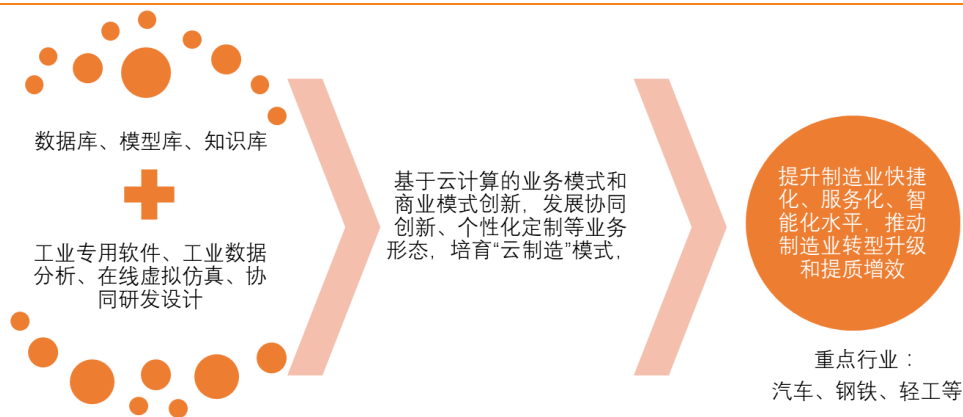 数据库、模型库、知识库
工业专用软件、工业数据
分析、在线虚拟仿真、协
同研发设计
基于云计算的业务模式和
商业模式创新，发展协同
创新、个性化定制等业务
形态，培育“云制造”模式，
提升制造业快捷
化、服务化、智
能化水平，推动
制造业转型升级
和提质增效
重点行业：
汽车、钢铁、轻工等